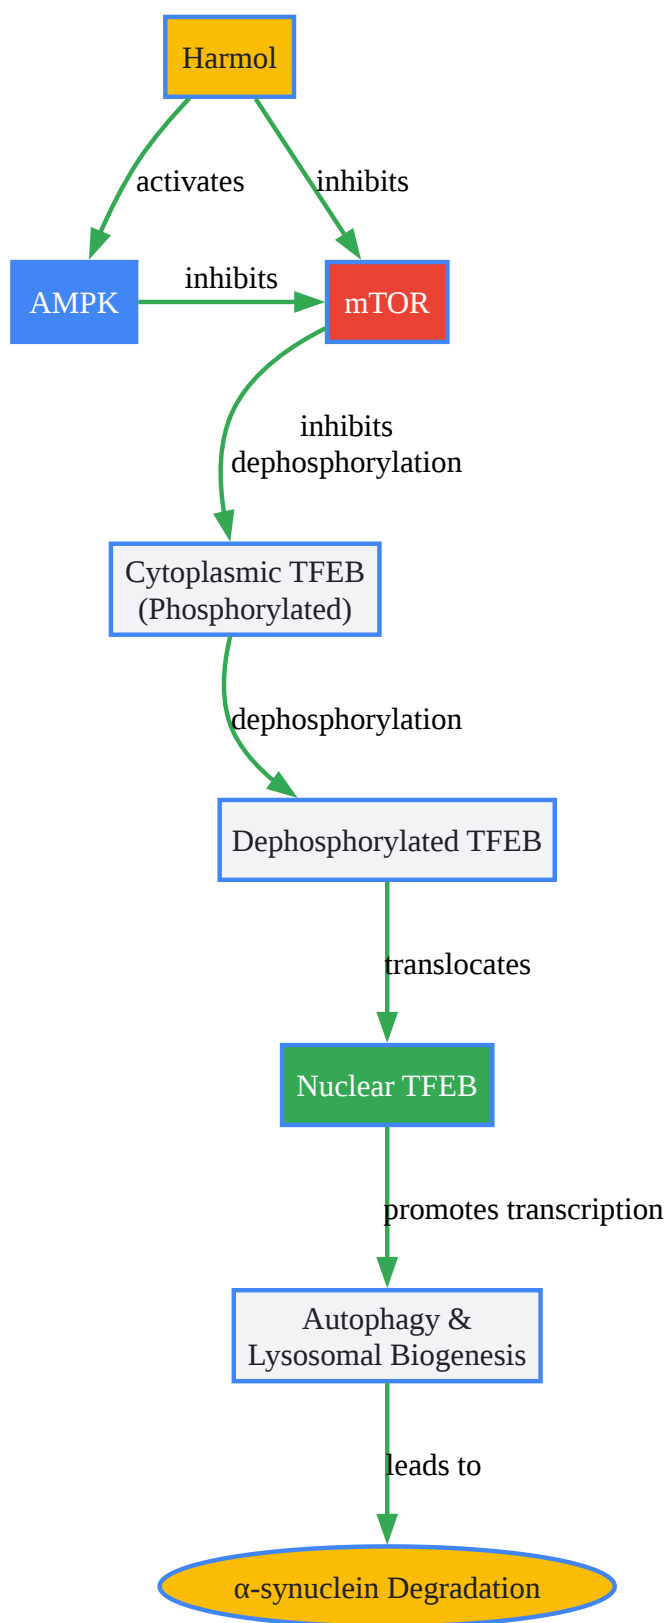 Harmol
activates
inhibits
AMPK
inhibits
mTOR
inhibits
dephosphorylation
Cytoplasmic TFEB
(Phosphorylated)
dephosphorylation
Dephosphorylated TFEB
translocates
Nuclear TFEB
promotes transcription
Autophagy &
Lysosomal Biogenesis
leads to
α-synuclein Degradation